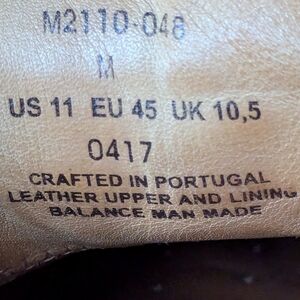 M2110-048
M
US 11 EU 45 UK 10,5
0417
CRAFTED IN PORTUGAL
LEATHER UPPER AND LINING
BALANCE MAN MADE